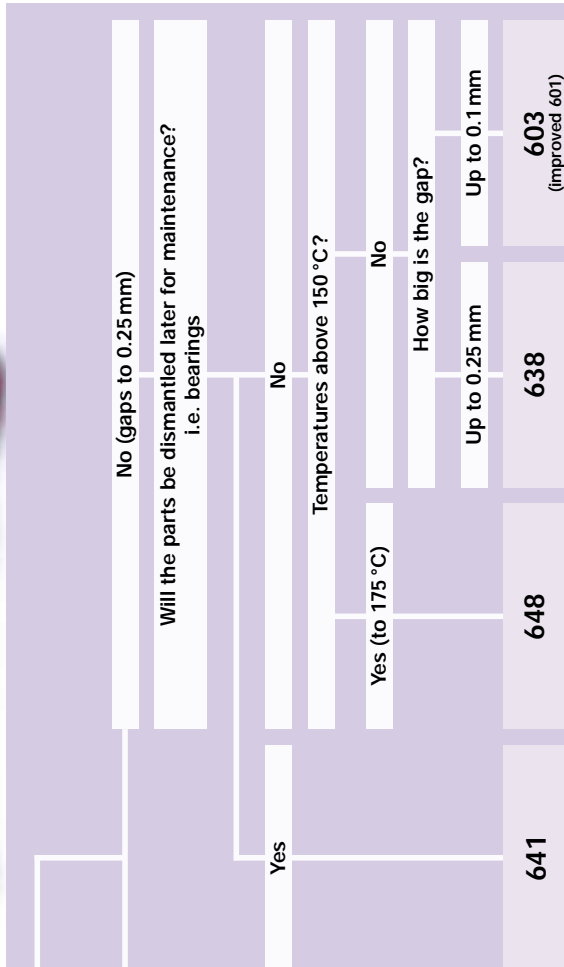 No (gaps to 0.25 mm)
Will the parts be dismantled later for maintenance?
i.e. bearings
Yes
No
Temperatures above 150 °C?
Yes (to 175 °C)
No
How big is the gap?
Up to 0.25 mm
Up to 0.1 mm
641
648
638
603
(improved 601)